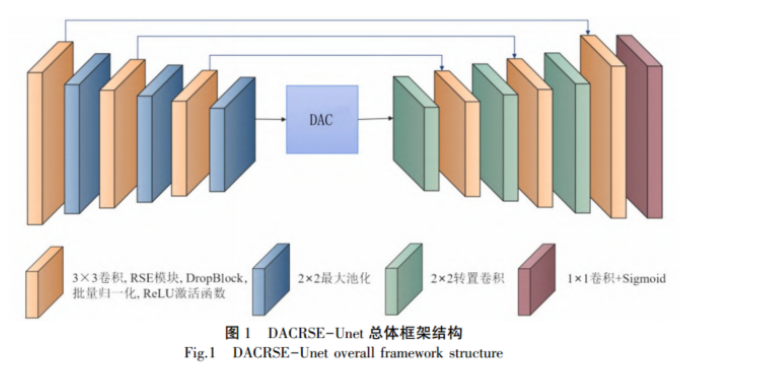 DAC
3×3卷积, RSE模块, DropBlock,
批量归一化, ReLU激活函数
2×2最大池化
2×2转置卷积
1×1卷积+Sigmoid
图 1 DACRSE-Unet 总体框架结构
Fig.1 DACRSE-Unet overall framework structure